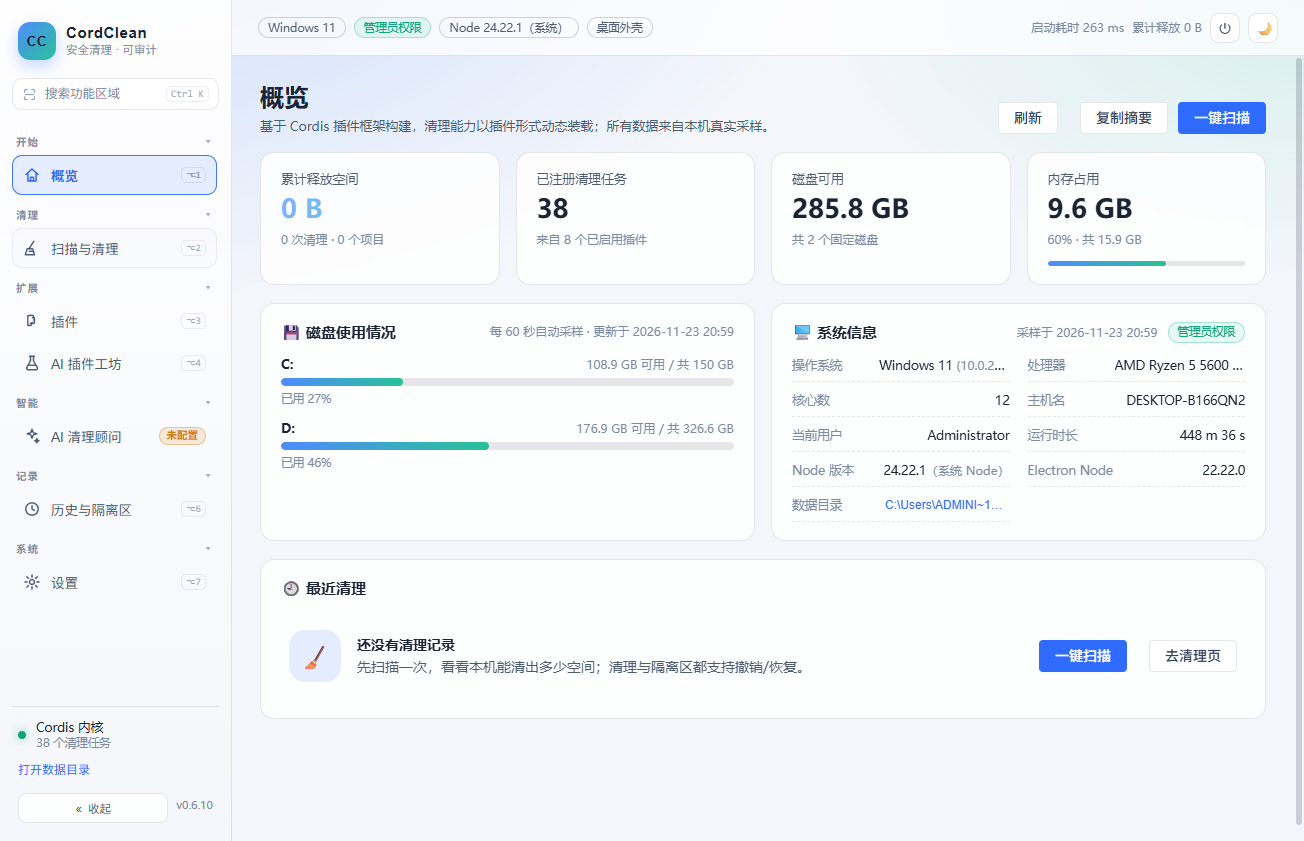 CC
CordClean
安全清理 · 可审计
搜索功能区域 Ctrl K
开始
概览 ⌥1
清理
扫描与清理 ⌥2
扩展
插件 ⌥3
AI 插件工坊 ⌥4
智能
AI 清理顾问 未配置
记录
历史与隔离区 ⌥6
系统
设置 ⌥7
Cordis 内核
38 个清理任务
打开数据目录
« 收起 v0.6.10
Windows 11 管理员权限 Node 24.22.1（系统） 桌面外壳 启动耗时 263 ms 累计释放 0 B
概览
基于 Cordis 插件框架构建，清理能力以插件形式动态装载；所有数据来自本机真实采样。
刷新 复制摘要 一键扫描
累计释放空间
0 B
0 次清理 · 0 个项目
已注册清理任务
38
来自 8 个已启用插件
磁盘可用
285.8 GB
共 2 个固定磁盘
内存占用
9.6 GB
60% · 共 15.9 GB
磁盘使用情况 每 60 秒自动采样 · 更新于 2026-11-23 20:59
C: 108.9 GB 可用 / 共 150 GB
已用 27%
D: 176.9 GB 可用 / 共 326.6 GB
已用 46%
系统信息 采样于 2026-11-23 20:59 管理员权限
操作系统 Windows 11 (10.0.2... 处理器 AMD Ryzen 5 5600 ...
核心数 12 主机名 DESKTOP-B166QN2
当前用户 Administrator 运行时长 448 m 36 s
Node 版本 24.22.1（系统 Node） Electron Node 22.22.0
数据目录 C:\Users\ADMINI~1...
最近清理
还没有清理记录
先扫描一次，看看本机能清出多少空间；清理与隔离区都支持撤销/恢复。
一键扫描 去清理页